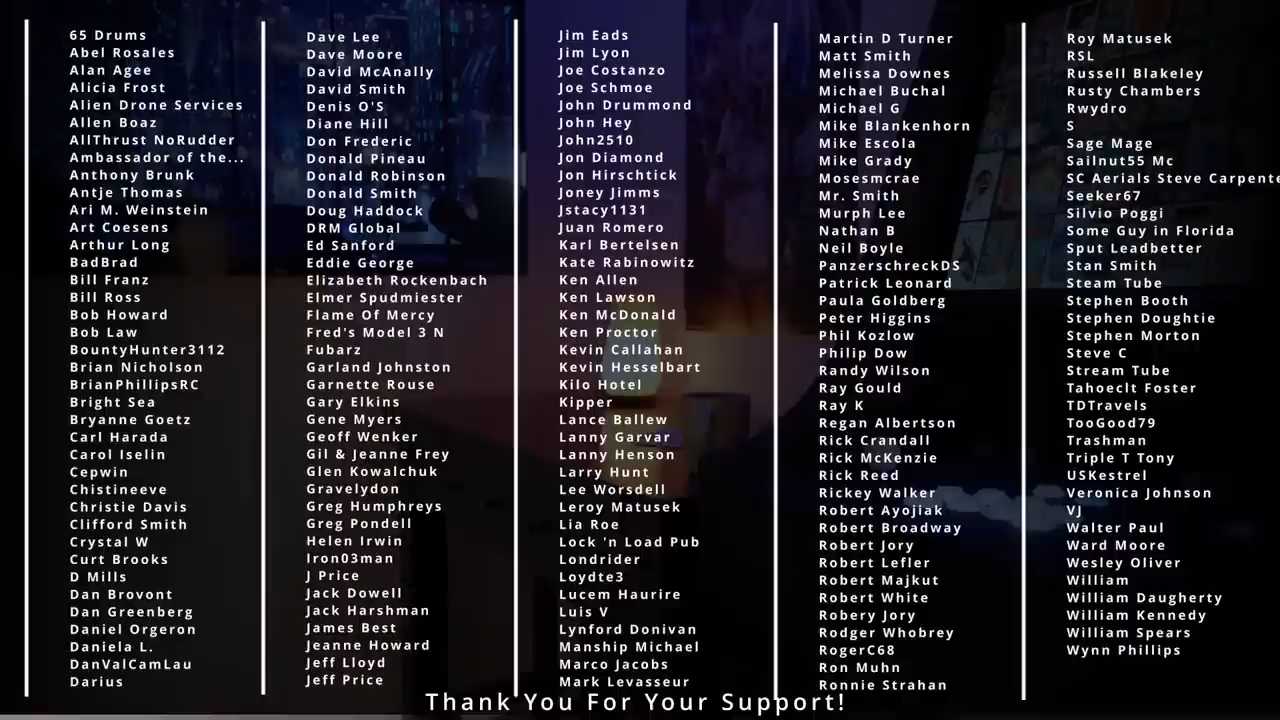 65 Drums
Abel Rosales
Alan Agee
Alicia Frost
Alien Drone Services
Allen Boaz
AllThrust NoRudder
Ambassador of the...
Anthony Brunk
Antje Thomas
Ari M. Weinstein
Art Coesens
Arthur Long
BadBrad
Bill Franz
Bill Ross
Bob Howard
Bob Law
BountyHunter3112
Brian Nicholson
BrianPhillipsRC
Bright Sea
Bryanne Goetz
Carl Harada
Carol Iselin
Cepwin
Chistineeve
Christie Davis
Clifford Smith
Crystal W
Curt Brooks
D Mills
Dan Brovont
Dan Greenberg
Daniel Orgeron
Daniela L.
DanValCamLau
Darius
Dave Lee
Dave Moore
David McAnally
David Smith
Denis O'S
Diane Hill
Don Frederic
Donald Pineau
Donald Robinson
Donald Smith
Doug Haddock
DRM Global
Ed Sanford
Eddie George
Elizabeth Rockenbach
Elmer Spudmiester
Flame Of Mercy
Fred's Model 3 N
Fubarz
Garland Johnston
Garnette Rouse
Gary Elkins
Gene Myers
Geoff Wenker
Gil & Jeanne Frey
Glen Kowalchuk
Gravelydon
Greg Humphreys
Greg Pondell
Helen Irwin
Iron03man
J Price
Jack Dowell
Jack Harshman
James Best
Jeanne Howard
Jeff Lloyd
Jeff Price
Jim Eads
Jim Lyon
Joe Costanzo
Joe Schmoe
John Drummond
John Hey
John2510
Jon Diamond
Jon Hirschtick
Joney Jimms
Jstacy1131
Juan Romero
Karl Bertelsen
Kate Rabinowitz
Ken Allen
Ken Lawson
Ken McDonald
Ken Proctor
Kevin Callahan
Kevin Hesselbart
Kilo Hotel
Kipper
Lance Ballew
Lanny Garvar
Lanny Henson
Larry Hunt
Lee Worsdell
Leroy Matusek
Lia Roe
Lock 'n Load Pub
Londrider
Loydte3
Lucem Haurire
Luis V
Lynford Donivan
Manship Michael
Marco Jacobs
Mark Levasseur
Martin D Turner
Matt Smith
Melissa Downes
Michael Buchal
Michael G
Mike Blankenhorn
Mike Escola
Mike Grady
Mosesmcrae
Mr. Smith
Murph Lee
Nathan B
Neil Boyle
PanzerschreckDS
Patrick Leonard
Paula Goldberg
Peter Higgins
Phil Kozlow
Philip Dow
Randy Wilson
Ray Gould
Ray K
Regan Albertson
Rick Crandall
Rick McKenzie
Rick Reed
Rickey Walker
Robert Ayojiak
Robert Broadway
Robert Jory
Robert Lefler
Robert Majkut
Robert White
Robery Jory
Rodger Whobrey
RogerC68
Ron Muhn
Ronnie Strahan
Roy Matusek
RSL
Russell Blakeley
Rusty Chambers
Rwydro
S
Sage Mage
Sailnut55 Mc
SC Aerials Steve Carpente
Seeker67
Silvio Poggi
Some Guy in Florida
Sput Leadbetter
Stan Smith
Steam Tube
Stephen Booth
Stephen Doughtie
Stephen Morton
Steve C
Stream Tube
Tahoeclt Foster
TDTravels
TooGood79
Trashman
Triple T Tony
USKestrel
Veronica Johnson
VJ
Walter Paul
Ward Moore
Wesley Oliver
William
William Daugherty
William Kennedy
William Spears
Wynn Phillips
Thank You For Your Support!